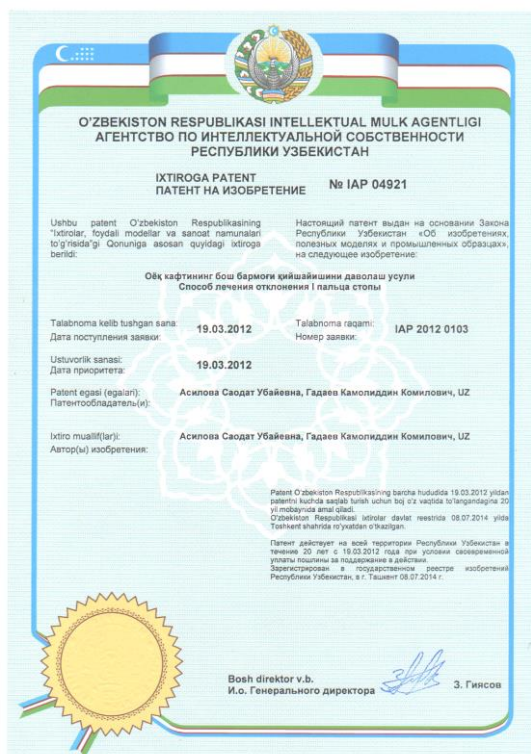 O'ZBEKISTON RESPUBLIKASI INTELLEKTUAL MULK AGENTLIGI
АГЕНТСТВО ПО ИНТЕЛЛЕКТУАЛЬНОЙ СОБСТВЕННОСТИ
РЕСПУБЛИКИ УЗБЕКИСТАН
IXTIROGA PATENT
ПАТЕНТ НА ИЗОБРЕТЕНИЕ
№ IAP 04921
Ushbu patent O'zbekiston Respublikasining
"Ixtirolar, foydali modellar va sanoat namunalari
to'g'risida"gi Qonuniga asosan quyidagi ixtiroga
berildi:
Настоящий патент выдан на основании Закона
Республики Узбекистан «Об изобретениях,
полезных моделях и промышленных образцах»,
на следующее изобретение:
Оёқ кафтининг бош бармоғи қийшайишини даволаш усули
Способ лечения отклонения I пальца стопы
Talabnoma kelib tushgan sana:
Дата поступления заявки:
19.03.2012
Talabnoma raqami:
Номер заявки:
IAP 2012 0103
Ustuvorlik sanasi:
Дата приоритета:
19.03.2012
Patent egasi (egalari):
Патентообладатель(и):
Асилова Саодат Убайевна, Гадаев Камолиддин Комилович, UZ
Ixtiro muallif(lar)i:
Автор(ы) изобретения:
Асилова Саодат Убайевна, Гадаев Камолиддин Комилович, UZ
Patent O'zbekiston Respublikasining barcha hududida 19.03.2012 yildan
patentni kuchda saqlab turish uchun boj o'z vaqtida to'langandagina 20
yil mobaynida amal qiladi.
O'zbekiston Respublikasi ixtirolar davlat reestrida 08.07.2014 yilda
Toshkent shahrida ro'yxatdan o'tkazilgan.
Патент действует на всей территории Республики Узбекистан в
течение 20 лет с 19.03.2012 года при условии своевременной
уплаты пошлины за поддержание в действии.
Зарегистрирован в государственном реестре изобретений
Республики Узбекистан, в г. Ташкент 08.07.2014 г.
Bosh direktor v.b.
И.о. Генерального директора
З. Гиясов